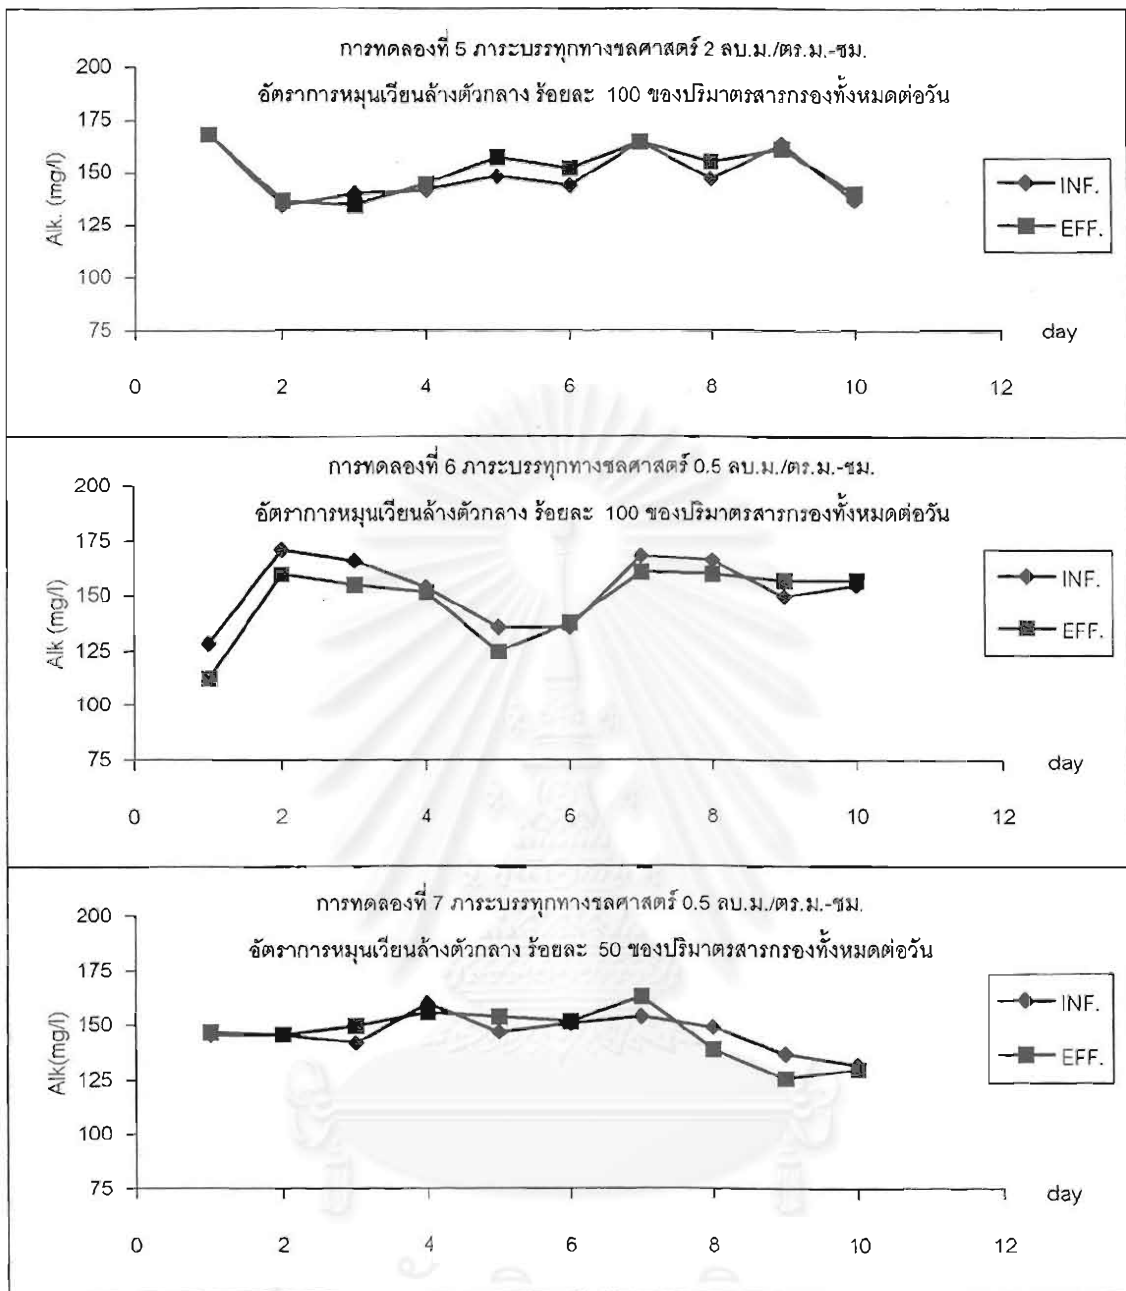 การทดลองที่ 5 ภาระบรรทุกทางชลศาสตร์ 2 ลบ.ม./ตร.ม.-ชม.
อัตราการหมุนเวียนล้างตัวกลาง ร้อยละ 100 ของปริมาตรสารกรองทั้งหมดต่อวัน
Alk. (mg/l)
200
175
150
125
100
75
0 2 4 6 8 10 12
day
INF.
EFF.
การทดลองที่ 6 ภาระบรรทุกทางชลศาสตร์ 0.5 ลบ.ม./ตร.ม.-ชม.
อัตราการหมุนเวียนล้างตัวกลาง ร้อยละ 100 ของปริมาตรสารกรองทั้งหมดต่อวัน
Alk (mg/l)
200
175
150
125
100
75
0 2 4 6 8 10 12
day
INF.
EFF.
การทดลองที่ 7 ภาระบรรทุกทางชลศาสตร์ 0.5 ลบ.ม./ตร.ม.-ชม.
อัตราการหมุนเวียนล้างตัวกลาง ร้อยละ 50 ของปริมาตรสารกรองทั้งหมดต่อวัน
Alk(mg/l)
200
175
150
125
100
75
0 2 4 6 8 10 12
day
INF.
EFF.